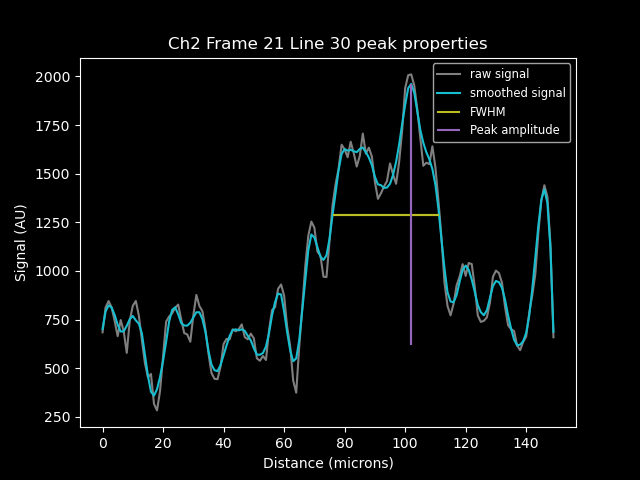 Ch2 Frame 21 Line 30 peak properties
raw signal
smoothed signal
FWHM
Peak amplitude
Signal (AU)
2000
1750
1500
1250
1000
750
500
250
0 20 40 60 80 100 120 140
Distance (microns)